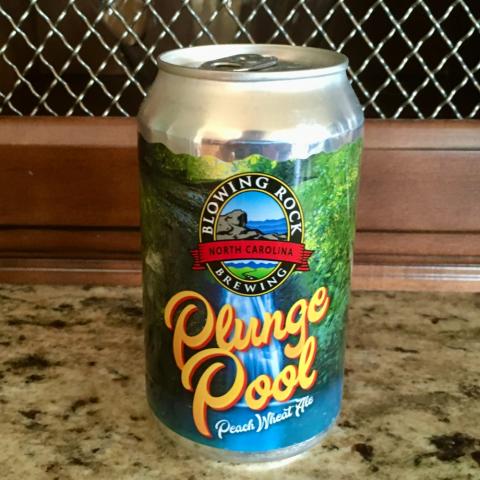 BLOWING ROCK
NORTH CAROLINA
BREWING
Plunge
Pool
Peach Wheat Ale